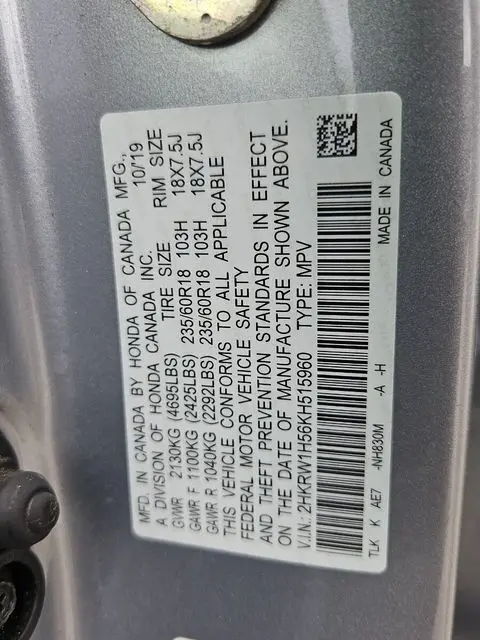 MFD. IN CANADA BY HONDA OF CANADA MFG.,
A DIVISION OF HONDA CANADA INC. 10/19
TIRE SIZE RIM SIZE
GVWR 2130KG (4695LBS)
GAWR F 1100KG (2425LBS) 235/60R18 103H 18X7.5J
GAWR R 1040KG (2292LBS) 235/60R18 103H 18X7.5J
THIS VEHICLE CONFORMS TO ALL APPLICABLE
FEDERAL MOTOR VEHICLE SAFETY
AND THEFT PREVENTION STANDARDS IN EFFECT
ON THE DATE OF MANUFACTURE SHOWN ABOVE.
V.I.N.: 2HKRW1H56KH515960 TYPE: MPV
TLK K AE7 -NH830M -A -H MADE IN CANADA